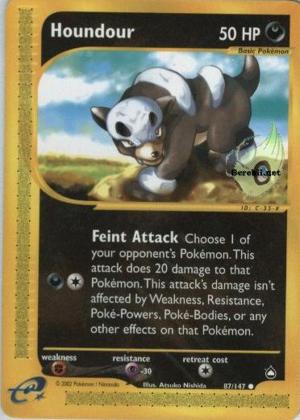 Houndour 50 HP
Basic Pokémon
Serebii.net
ID: C-35-#
Feint Attack Choose 1 of
your opponent's Pokémon. This
attack does 20 damage to that
Pokémon. This attack's damage isn't
affected by Weakness, Resistance,
Poké-Powers, Poké-Bodies, or any
other effects on that Pokémon.
weakness resistance retreat cost
-30
Illus. Atsuko Nishida
©2002 Pokémon / Nintendo 87/147
e